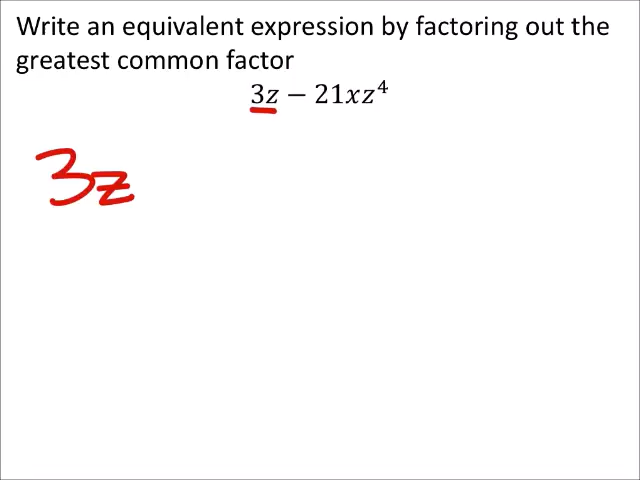 Write an equivalent expression by factoring out the
greatest common factor
3z − 21xz⁴
3z